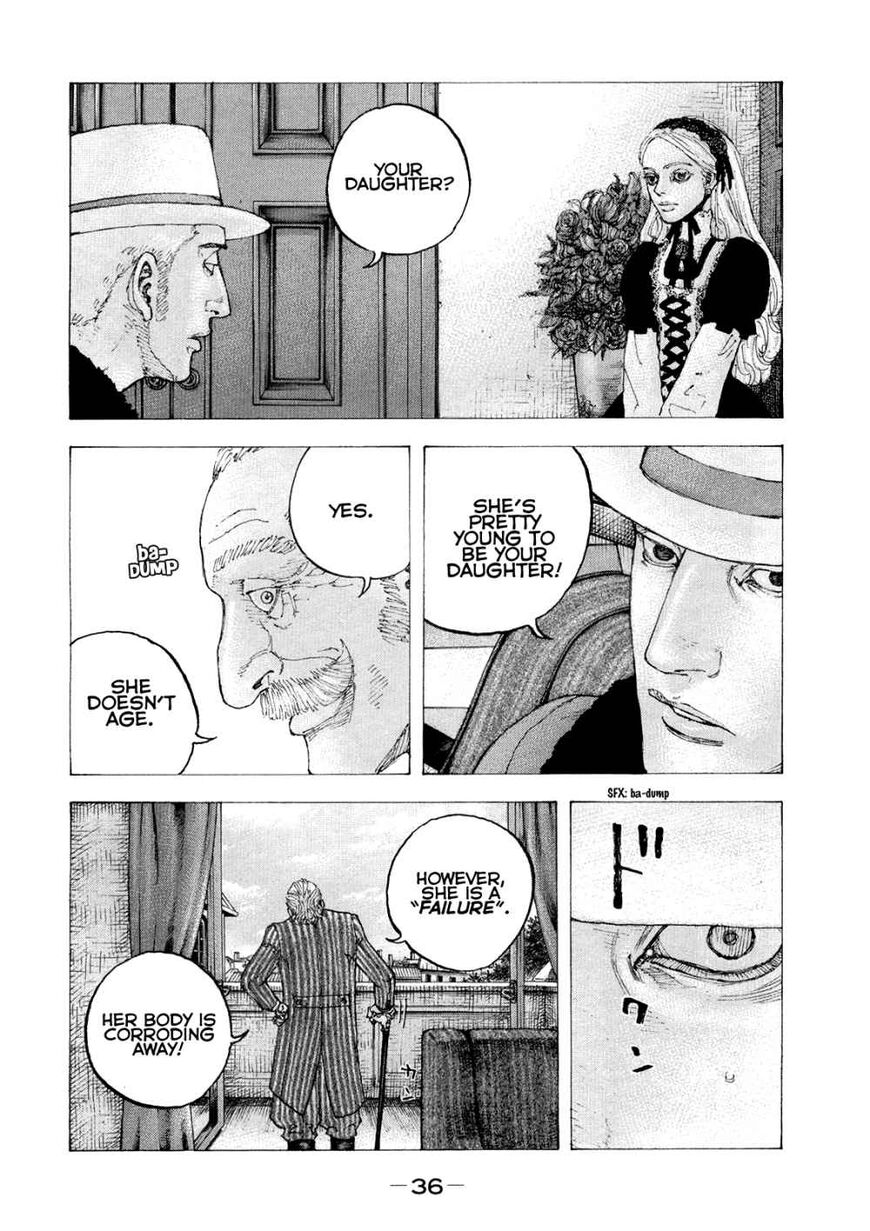 YOUR
DAUGHTER?
SHE'S
PRETTY
YOUNG TO
BE YOUR
DAUGHTER!
YES.
ba-
DUMP
SHE
DOESN'T
AGE.
SFX: ba-dump
ド
クン
HOWEVER,
SHE IS A
"FAILURE".
HER BODY IS
CORRODING
AWAY!
カッ
—36—